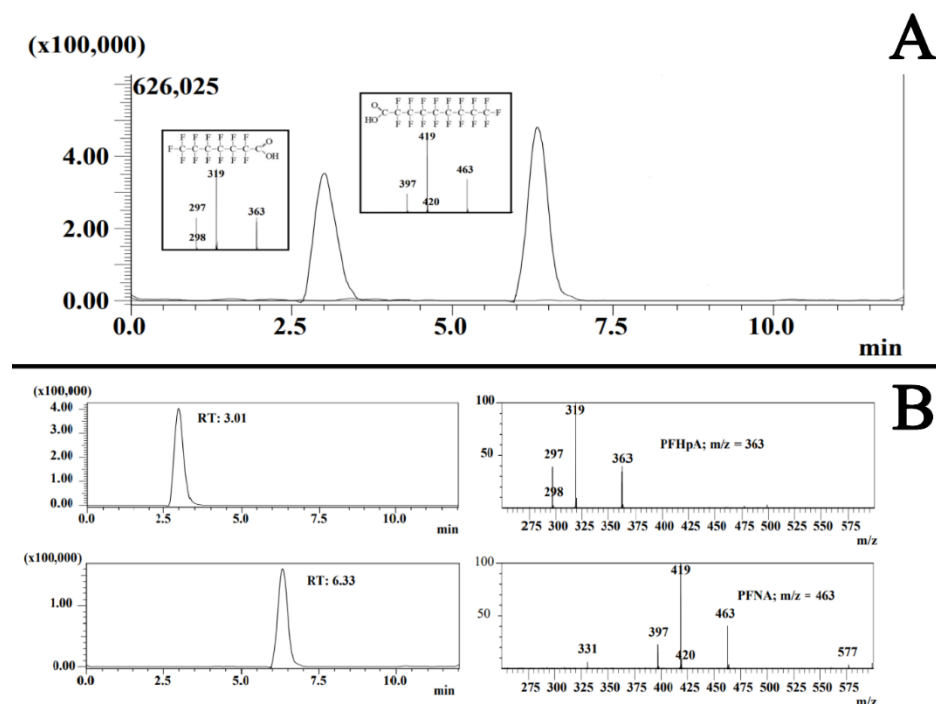 A
(x100,000)
626,025
4.00
2.00
0.00
0.0 2.5 5.0 7.5 10.0
min
F F F F F F O
F-C-C-C-C-C-C-C
F F F F F F OH
319
297 363
298
O F F F F F F F F
C-C-C-C-C-C-C-C-C-F
HO F F F F F F F F
419
463
397
420
B
(x100,000)
4.00
3.00
2.00
1.00
0.00
RT: 3.01
0.0 2.5 5.0 7.5 10.0
min
100
50
319
297
298
363
PFHpA; m/z = 363
275 300 325 350 375 400 425 450 475 500 525 550 575
m/z
(x100,000)
1.00
0.00
RT: 6.33
0.0 2.5 5.0 7.5 10.0
min
100
50
419
PFNA; m/z = 463
463
397
420
331
577
275 300 325 350 375 400 425 450 475 500 525 550 575
m/z